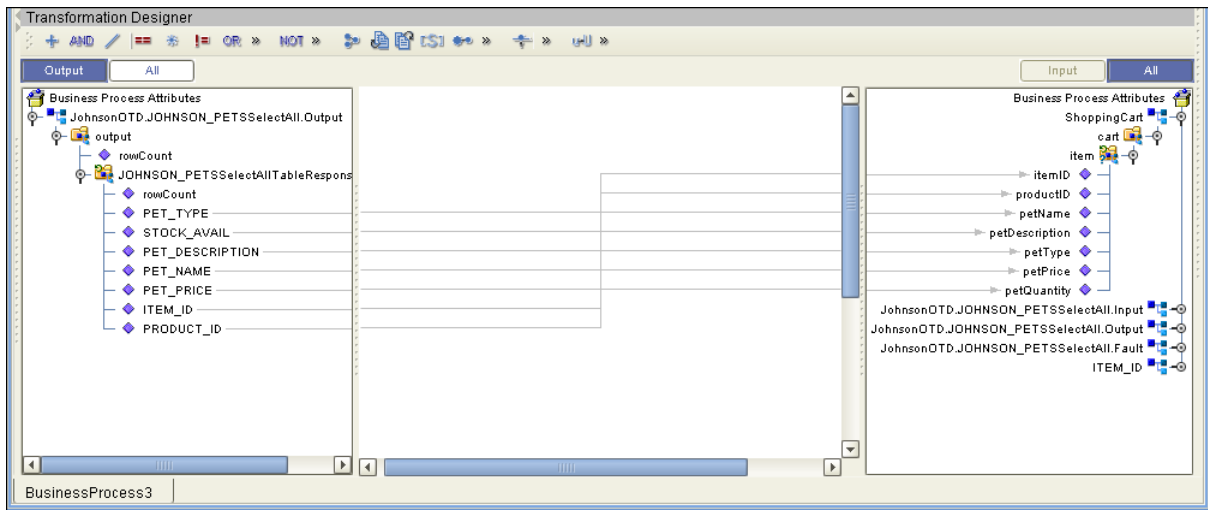 Transformation Designer
AND == != OR » NOT » [S] » » »
Output All Input All
Business Process Attributes
JohnsonOTD.JOHNSON_PETSSelectAll.Output
output
rowCount
JOHNSON_PETSSelectAllTableRespons
rowCount
PET_TYPE
STOCK_AVAIL
PET_DESCRIPTION
PET_NAME
PET_PRICE
ITEM_ID
PRODUCT_ID
Business Process Attributes
ShoppingCart
cart
item
itemID
productID
petName
petDescription
petType
petPrice
petQuantity
JohnsonOTD.JOHNSON_PETSSelectAll.Input
JohnsonOTD.JOHNSON_PETSSelectAll.Output
JohnsonOTD.JOHNSON_PETSSelectAll.Fault
ITEM_ID
BusinessProcess3